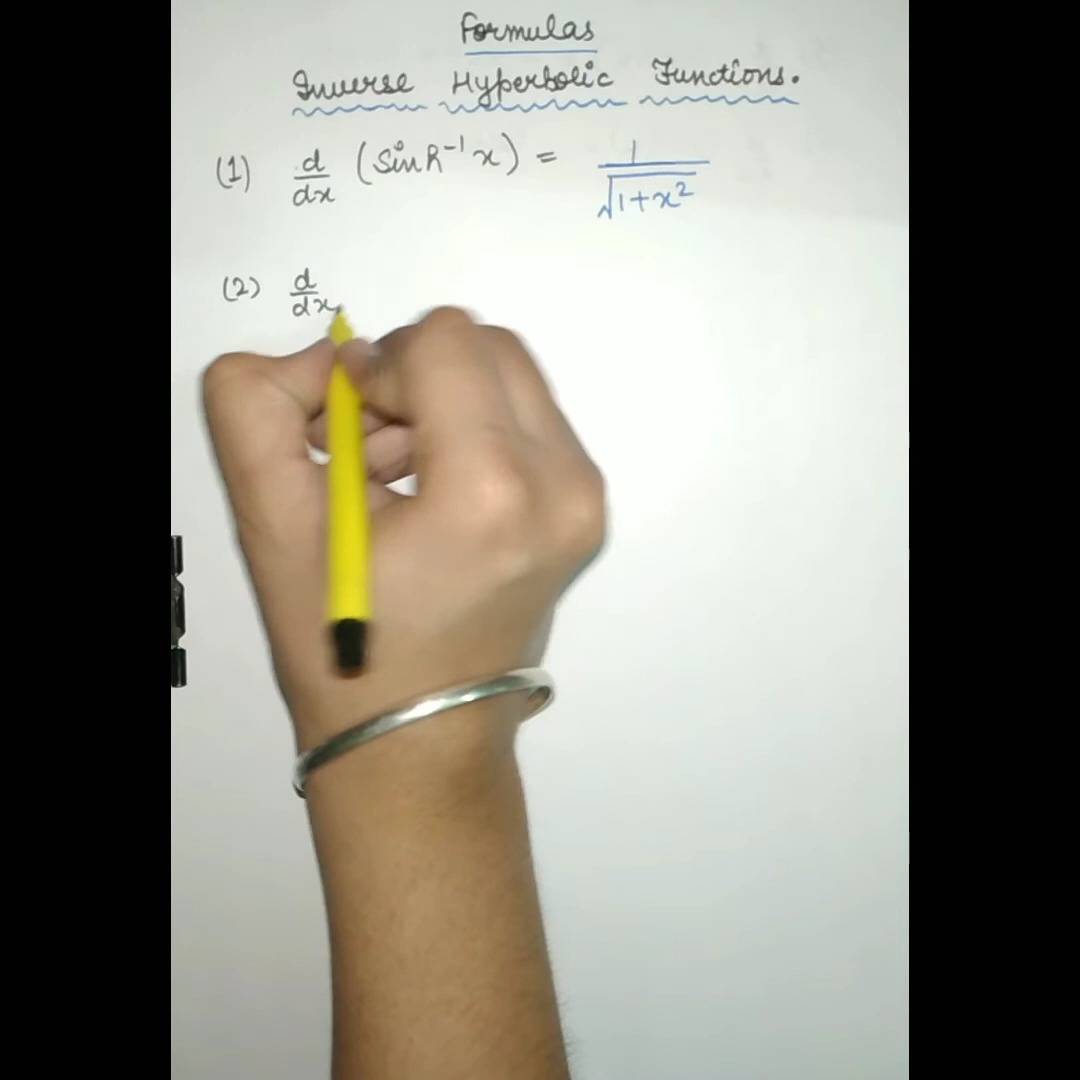 Formulas
Inverse Hyperbolic Functions.
(1) d/dx (sinh⁻¹x) = 1/√1+x²
(2) d/dx